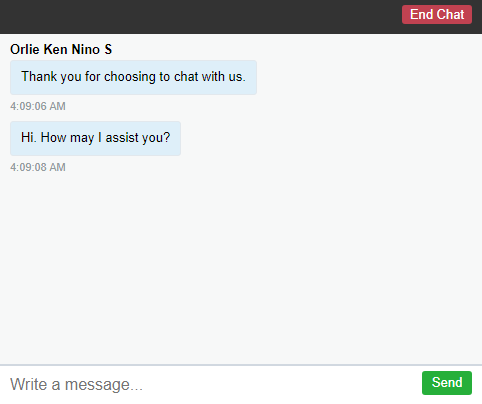 End Chat
Orlie Ken Nino S
Thank you for choosing to chat with us.
4:09:06 AM
Hi. How may I assist you?
4:09:08 AM
Write a message...
Send